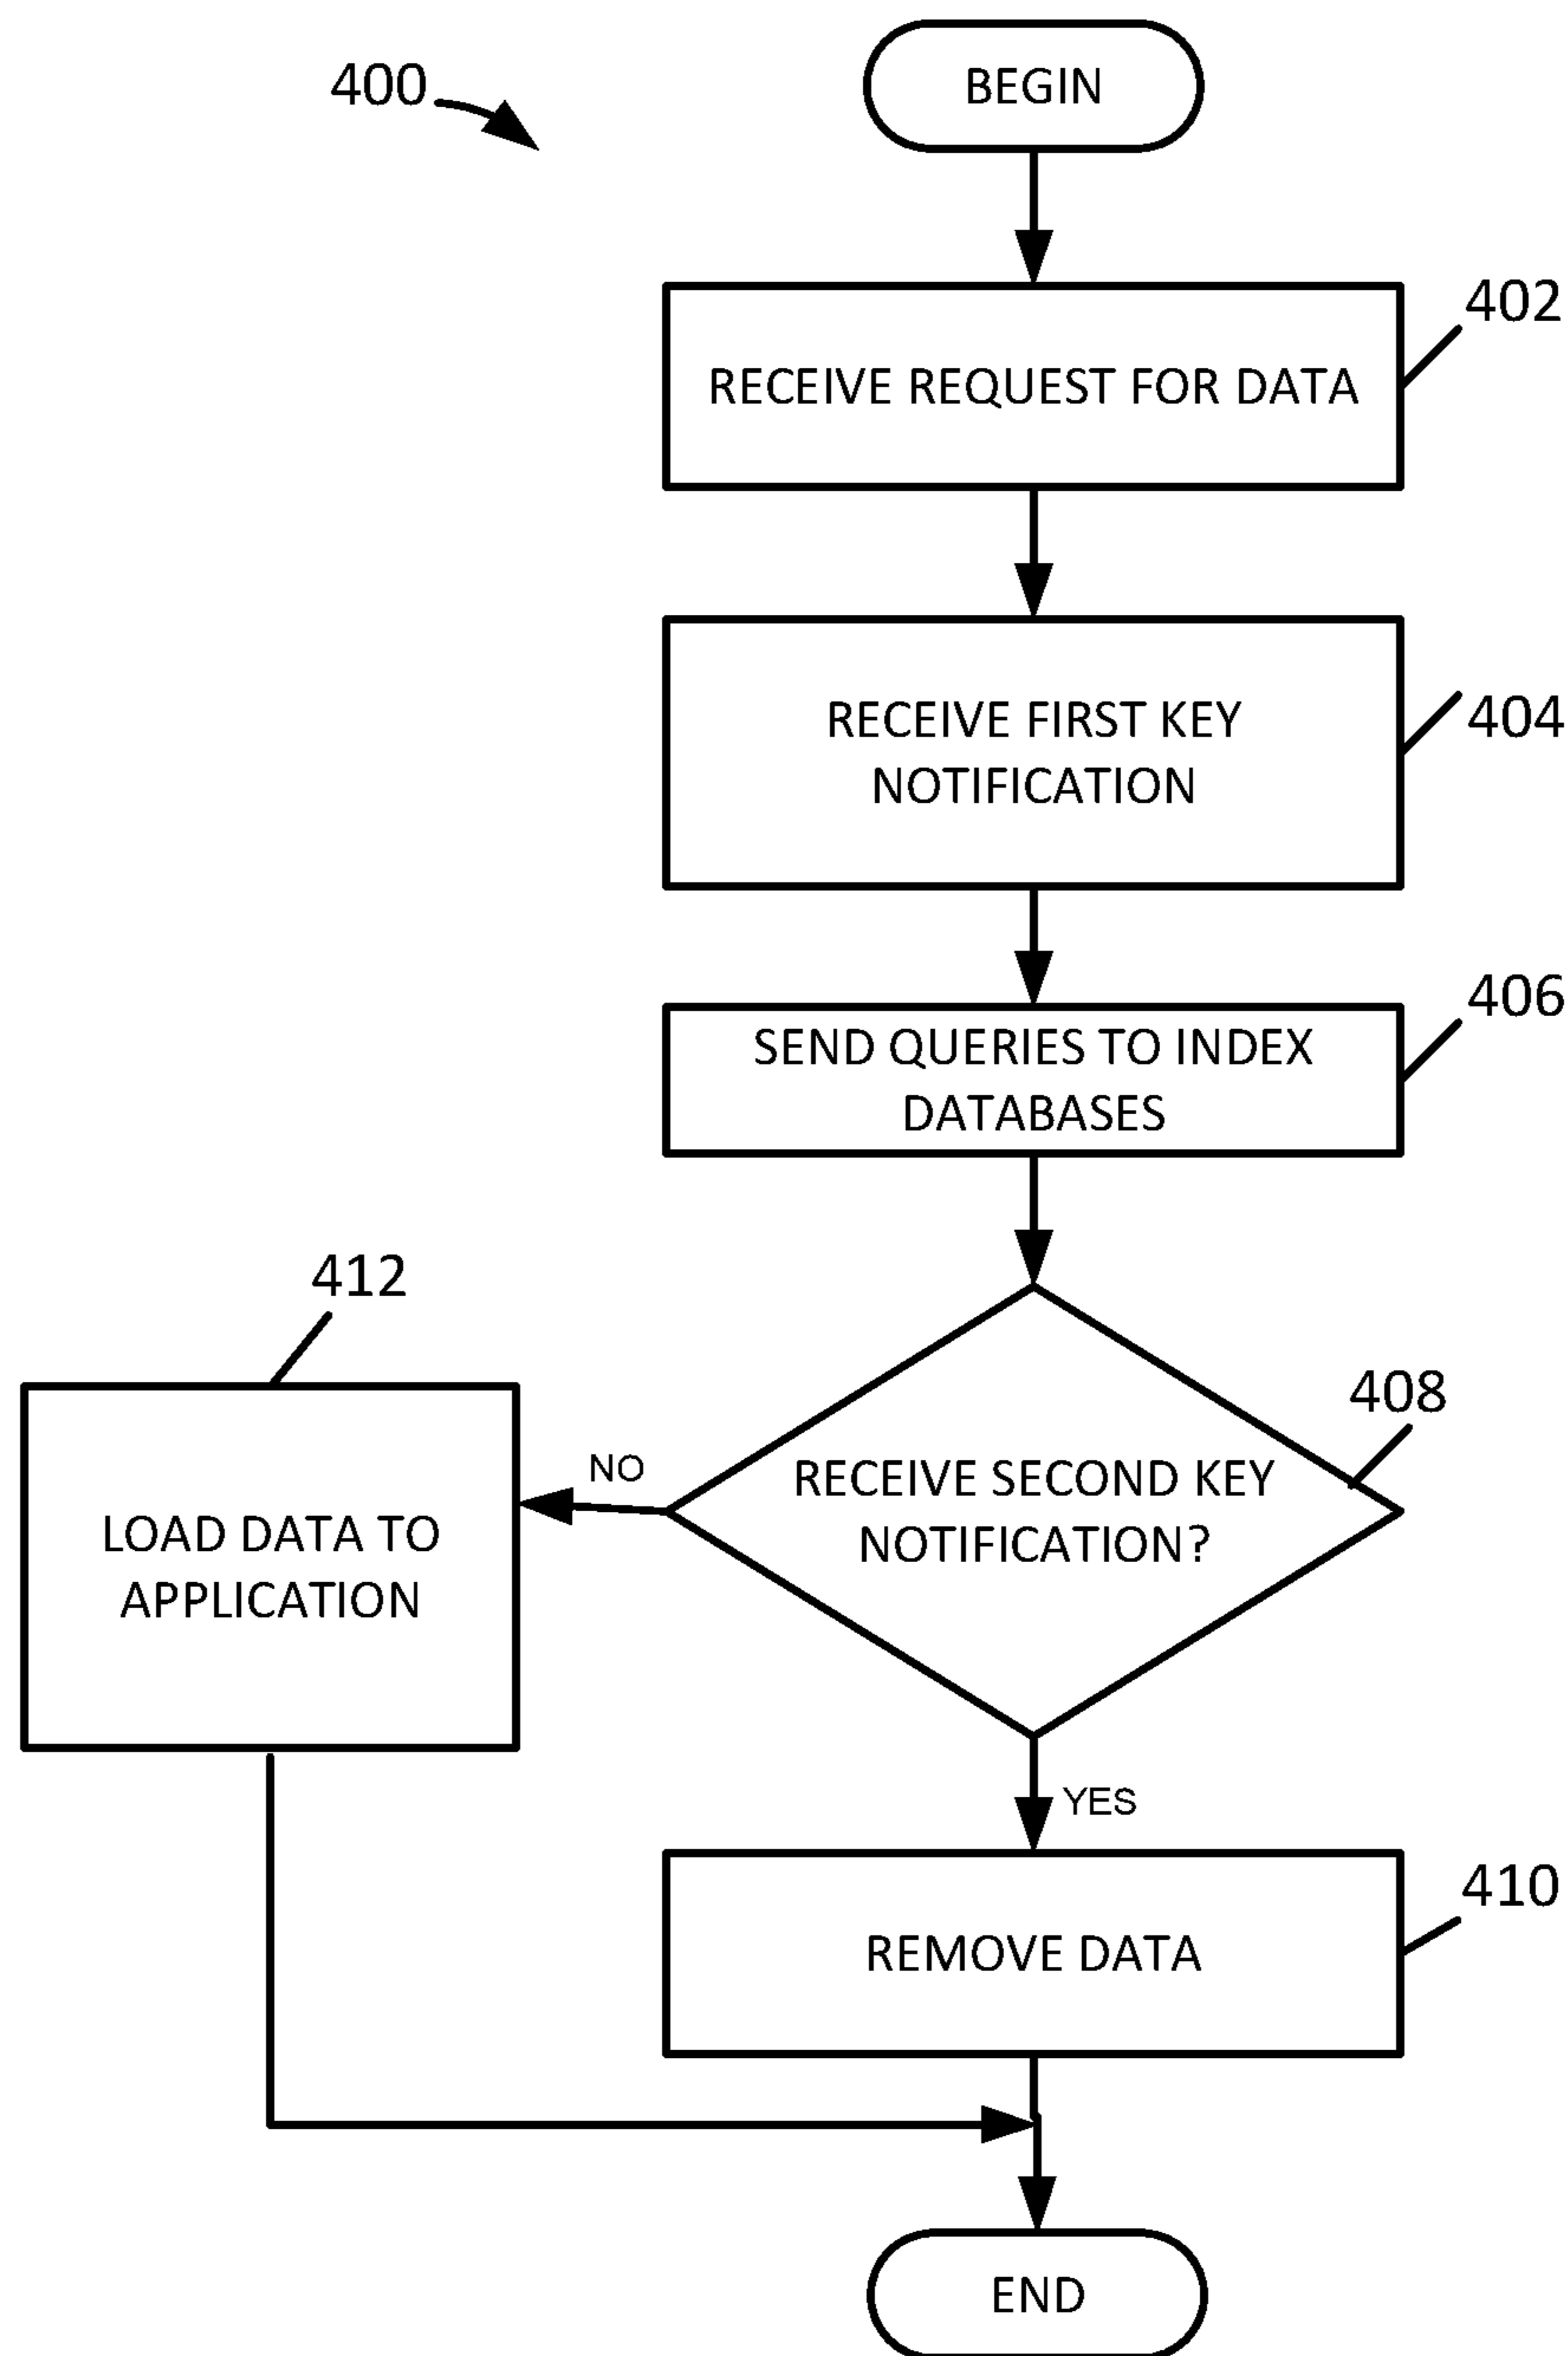 400
BEGIN
402
RECEIVE REQUEST FOR DATA
RECEIVE FIRST KEY
NOTIFICATION
404
406
SEND QUERIES TO INDEX
DATABASES
412
408
NO
RECEIVE SECOND KEY
NOTIFICATION?
LOAD DATA TO
APPLICATION
YES
410
REMOVE DATA
END